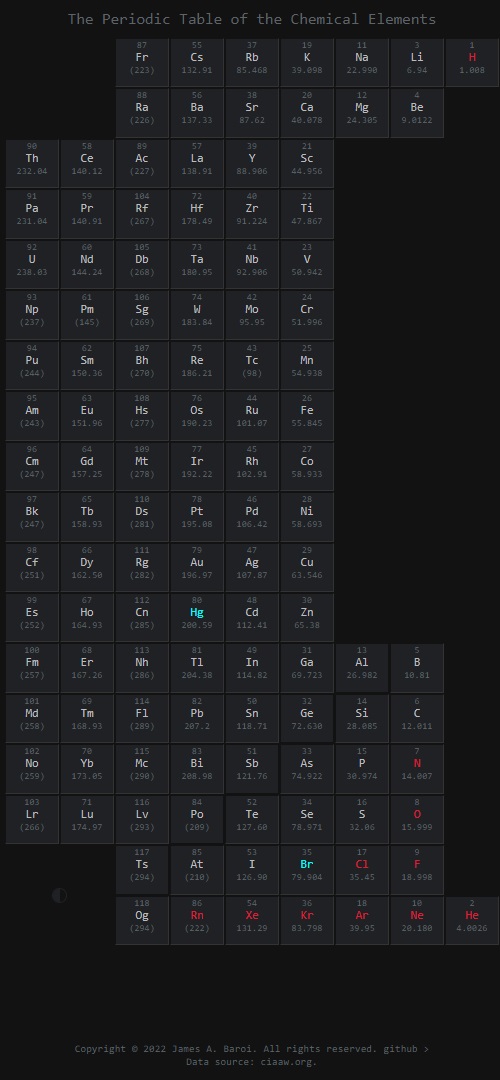 The Periodic Table of the Chemical Elements
87 55 37 19 11 3 1
Fr Cs Rb K Na Li H
(223) 132.91 85.468 39.098 22.990 6.94 1.008
88 56 38 20 12 4
Ra Ba Sr Ca Mg Be
(226) 137.33 87.62 40.078 24.305 9.0122
90 58 89 57 39 21
Th Ce Ac La Y Sc
232.04 140.12 (227) 138.91 88.906 44.956
91 59 104 72 40 22
Pa Pr Rf Hf Zr Ti
231.04 140.91 (267) 178.49 91.224 47.867
92 60 105 73 41 23
U Nd Db Ta Nb V
238.03 144.24 (268) 180.95 92.906 50.942
93 61 106 74 42 24
Np Pm Sg W Mo Cr
(237) (145) (269) 183.84 95.95 51.996
94 62 107 75 43 25
Pu Sm Bh Re Tc Mn
(244) 150.36 (270) 186.21 (98) 54.938
95 63 108 76 44 26
Am Eu Hs Os Ru Fe
(243) 151.96 (277) 190.23 101.07 55.845
96 64 109 77 45 27
Cm Gd Mt Ir Rh Co
(247) 157.25 (278) 192.22 102.91 58.933
97 65 110 78 46 28
Bk Tb Ds Pt Pd Ni
(247) 158.93 (281) 195.08 106.42 58.693
98 66 111 79 47 29
Cf Dy Rg Au Ag Cu
(251) 162.50 (282) 196.97 107.87 63.546
99 67 112 80 48 30
Es Ho Cn Hg Cd Zn
(252) 164.93 (285) 200.59 112.41 65.38
100 68 113 81 49 31 13 5
Fm Er Nh Tl In Ga Al B
(257) 167.26 (286) 204.38 114.82 69.723 26.982 10.81
101 69 114 82 50 32 14 6
Md Tm Fl Pb Sn Ge Si C
(258) 168.93 (289) 207.2 118.71 72.630 28.085 12.011
102 70 115 83 51 33 15 7
No Yb Mc Bi Sb As P N
(259) 173.05 (290) 208.98 121.76 74.922 30.974 14.007
103 71 116 84 52 34 16 8
Lr Lu Lv Po Te Se S O
(266) 174.97 (293) (209) 127.60 78.971 32.06 15.999
117 85 53 35 17 9
Ts At I Br Cl F
(294) (210) 126.90 79.904 35.45 18.998
118 86 54 36 18 10 2
Og Rn Xe Kr Ar Ne He
(294) (222) 131.29 83.798 39.95 20.180 4.0026
Copyright © 2022 James A. Baroi. All rights reserved. github >
Data source: ciaaw.org.